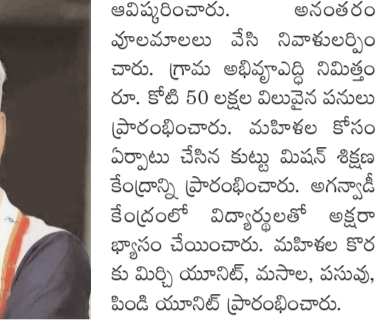 ఆవిష్కరించారు. అనంతరం
వూలమాలలు వేసి నివాళులర్పిం
చారు. గ్రామ అభివృఎద్ధి నిమిత్తం
రూ. కోటి 50 లక్షల విలువైన పనులు
ప్రారంభించారు. మహిళల కోసం
ఏర్పాటు చేసిన కుట్టు మిషన్ శిక్షణ
కేంద్రాన్ని ప్రారంభించారు. అగన్వాడీ
కేంద్రంలో విద్యార్థులతో అక్షరా
భ్యాసం చేయించారు. మహిళల కొర
కు మిర్చి యూనిట్, మసాల, పసువు,
పిండి యూనిట్ ప్రారంభించారు.